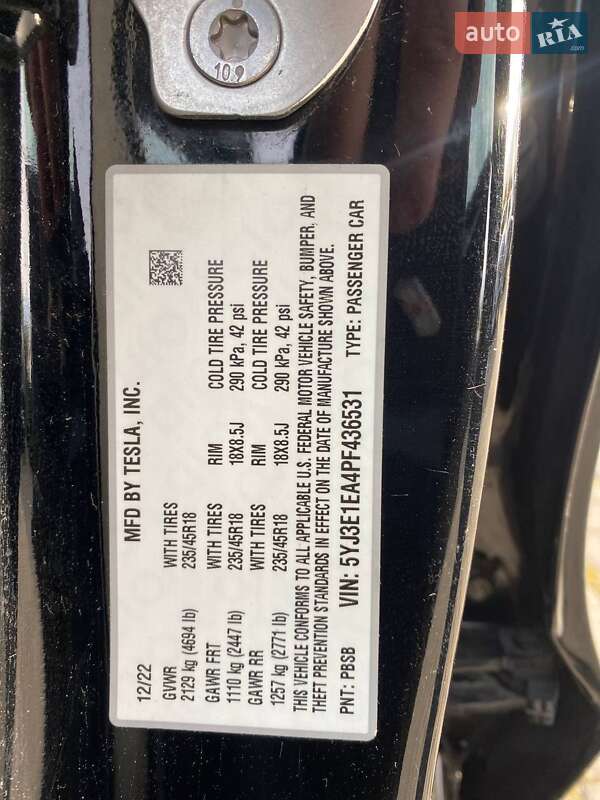 auto RIA.com
10.9
MFD BY TESLA, INC.
12/22
GVWR WITH TIRES
2129 kg (4694 lb) 235/45R18
GAWR FRT WITH TIRES RIM COLD TIRE PRESSURE
1110 kg (2447 lb) 235/45R18 18X8.5J 290 kPa, 42 psi
GAWR RR WITH TIRES RIM COLD TIRE PRESSURE
1257 kg (2771 lb) 235/45R18 18X8.5J 290 kPa, 42 psi
THIS VEHICLE CONFORMS TO ALL APPLICABLE U.S. FEDERAL MOTOR VEHICLE SAFETY, BUMPER, AND
THEFT PREVENTION STANDARDS IN EFFECT ON THE DATE OF MANUFACTURE SHOWN ABOVE.
PNT: PBSB VIN: 5YJ3E1EA4PF436531 TYPE: PASSENGER CAR